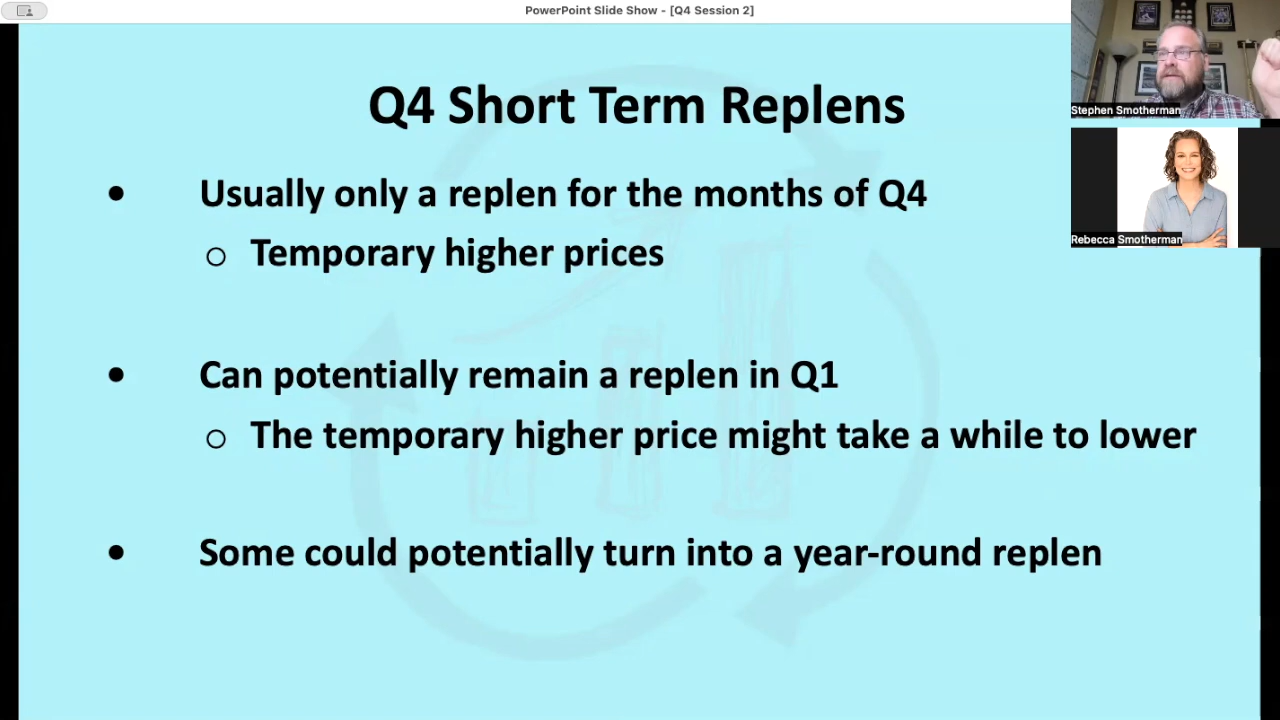 PowerPoint Slide Show - [Q4 Session 2]
Stephen Smotherman
Rebecca Smotherman
Q4 Short Term Replens
• Usually only a replen for the months of Q4
○ Temporary higher prices
• Can potentially remain a replen in Q1
○ The temporary higher price might take a while to lower
• Some could potentially turn into a year-round replen